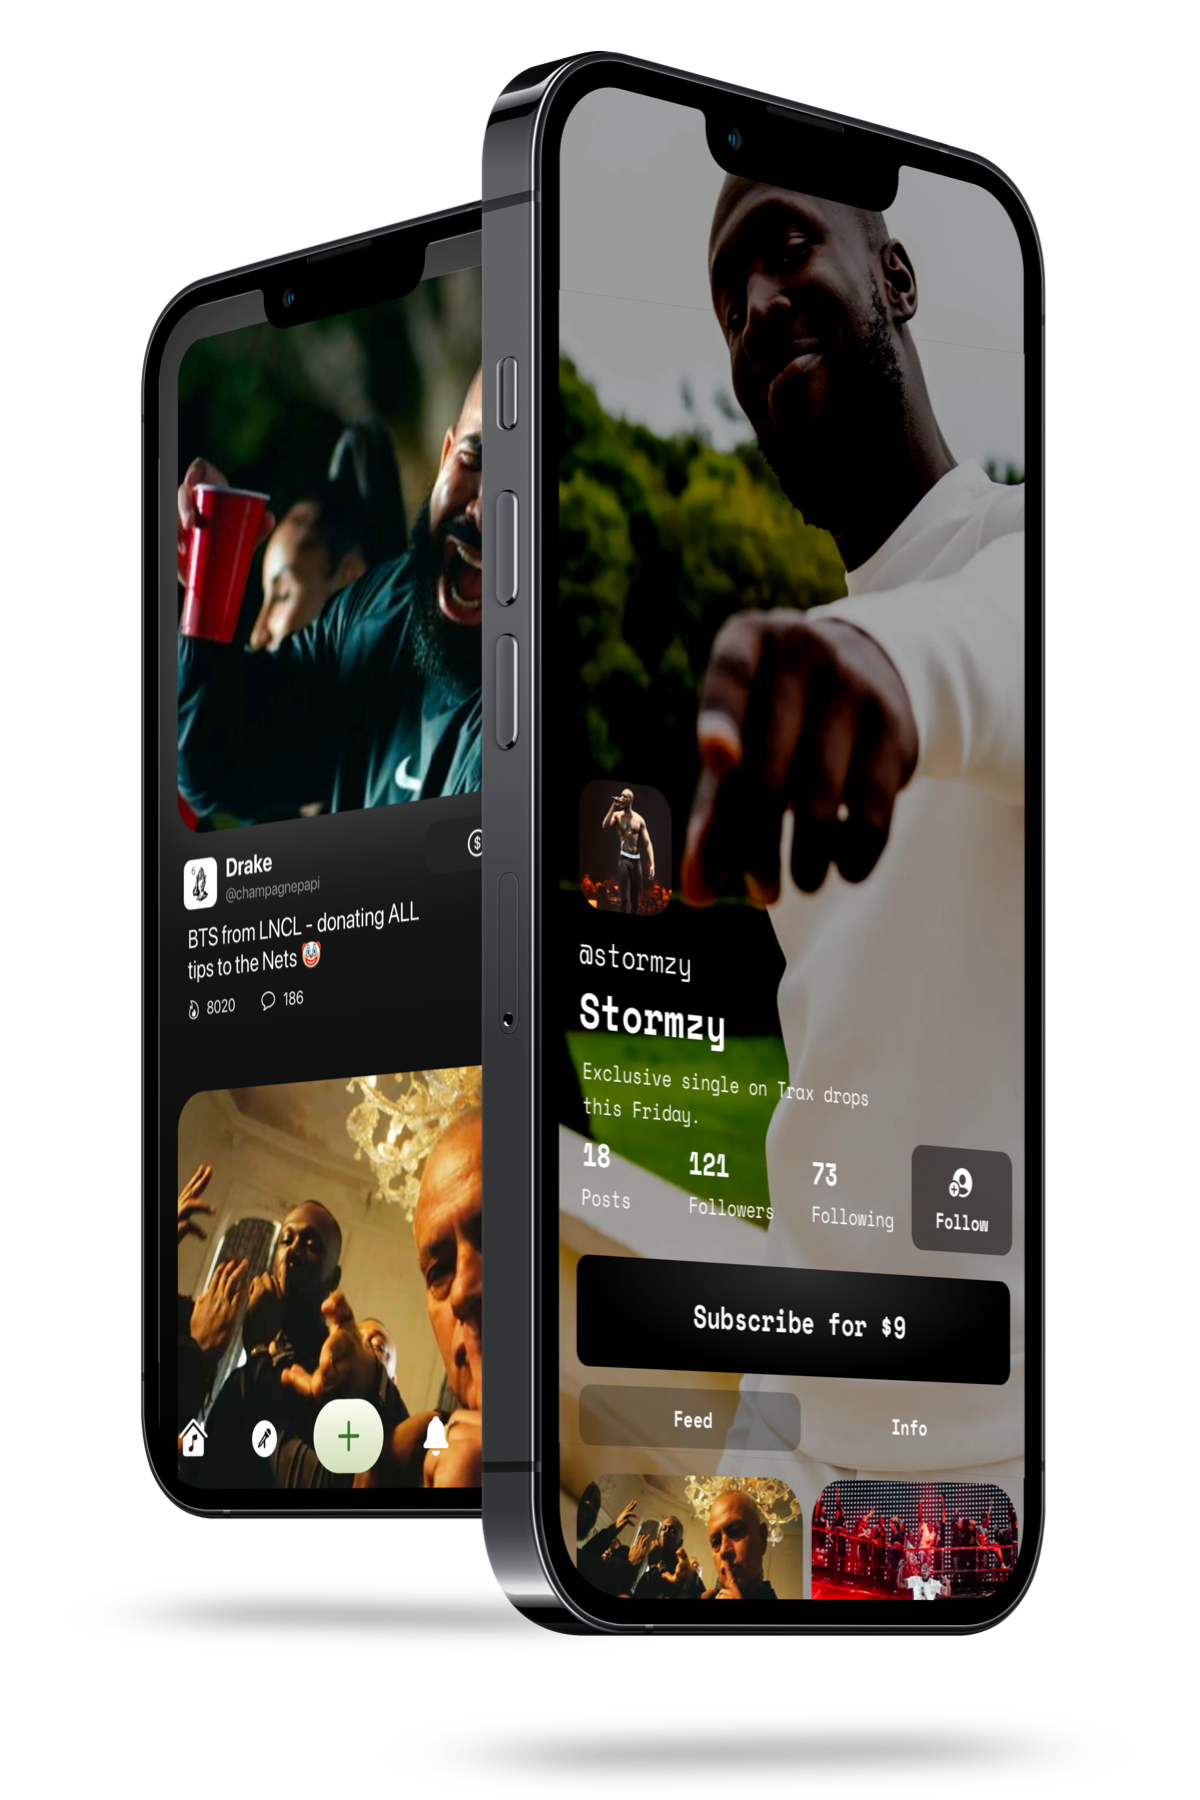 $
Drake
@champagnepapi
BTS from LNCL - donating ALL
tips to the Nets 🤡
8020 186
@stormzy
Stormzy
Exclusive single on Trax drops
this Friday.
18 121 73
Posts Followers Following
Follow
Subscribe for $9
Feed Info